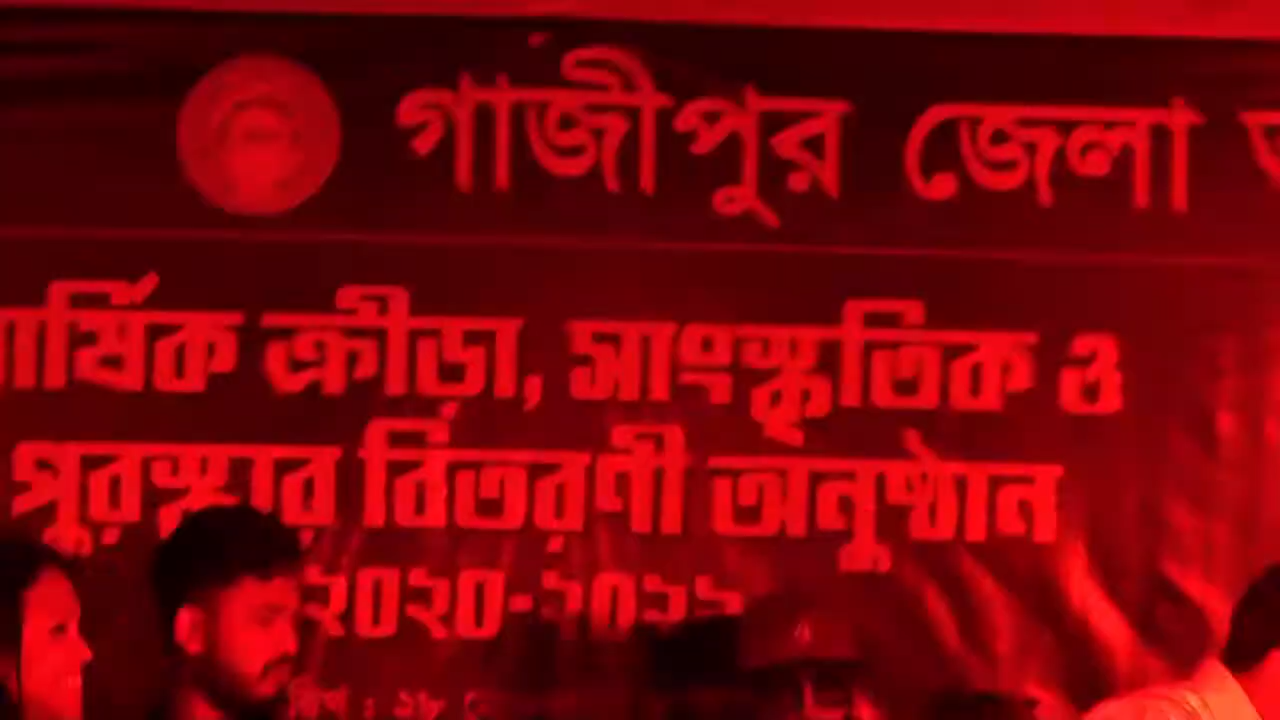 গাজীপুর জেলা
বার্ষিক ক্রীড়া, সাংস্কৃতিক ও
পুরস্কার বিতরণী অনুষ্ঠান